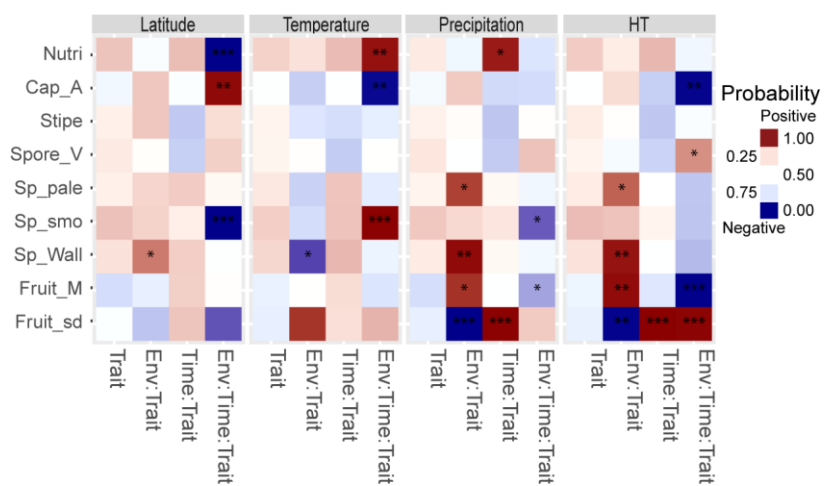 Latitude Temperature Precipitation HT
Nutri *** ** *
Cap_A ** ** **
Stipe
Spore_V *
Sp_pale * *
Sp_smo *** *** *
Sp_Wall * * ** **
Fruit_M * * ** ***
Fruit_sd *** *** ** *** ***
Trait Env:Trait Time:Trait Env:Time:Trait Trait Env:Trait Time:Trait Env:Time:Trait Trait Env:Trait Time:Trait Env:Time:Trait Trait Env:Trait Time:Trait Env:Time:Trait
Probability
Positive
1.00
0.25
0.50
0.75
0.00
Negative